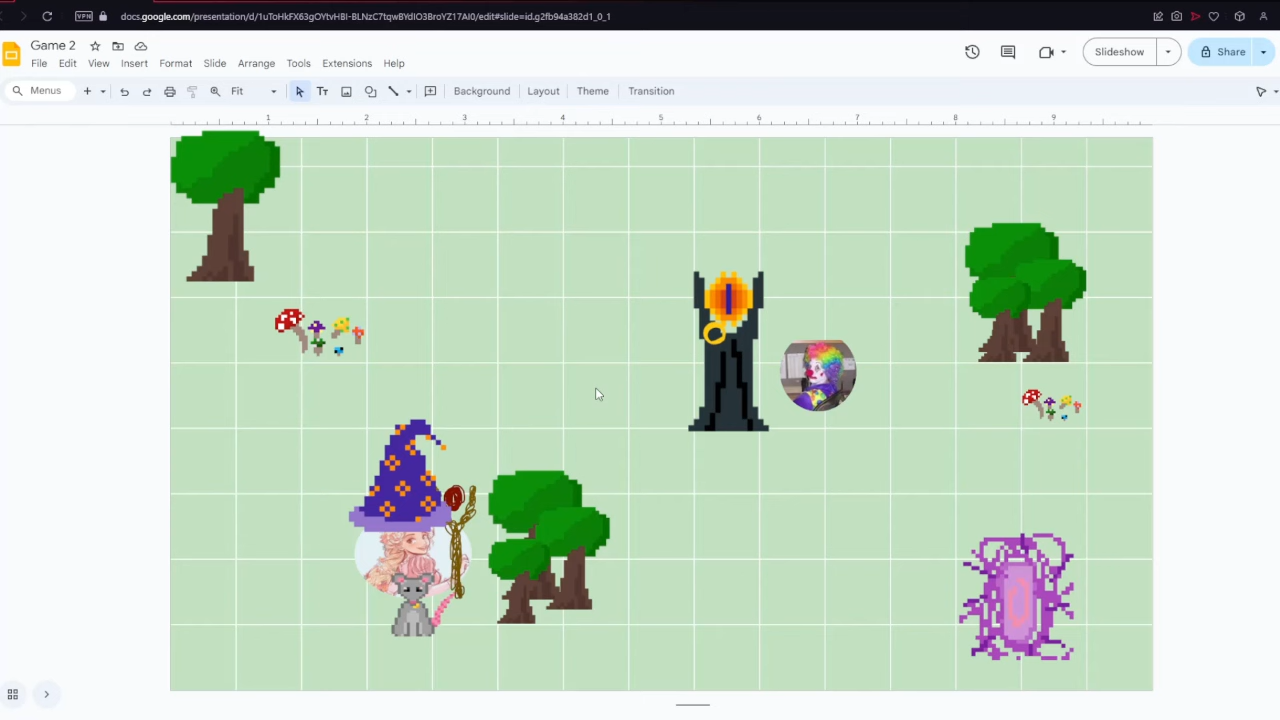 VPN docs.google.com/presentation/d/1uToHkFX63gOYtvHBI-BLNzC7tqwBYdIO3BroYZ17AI0/edit#slide=id.g2fb94a382d1_0_1
Game 2
File Edit View Insert Format Slide Arrange Tools Extensions Help
Slideshow
Share
Menus Fit Background Layout Theme Transition
1 2 3 4 5 6 7 8 9